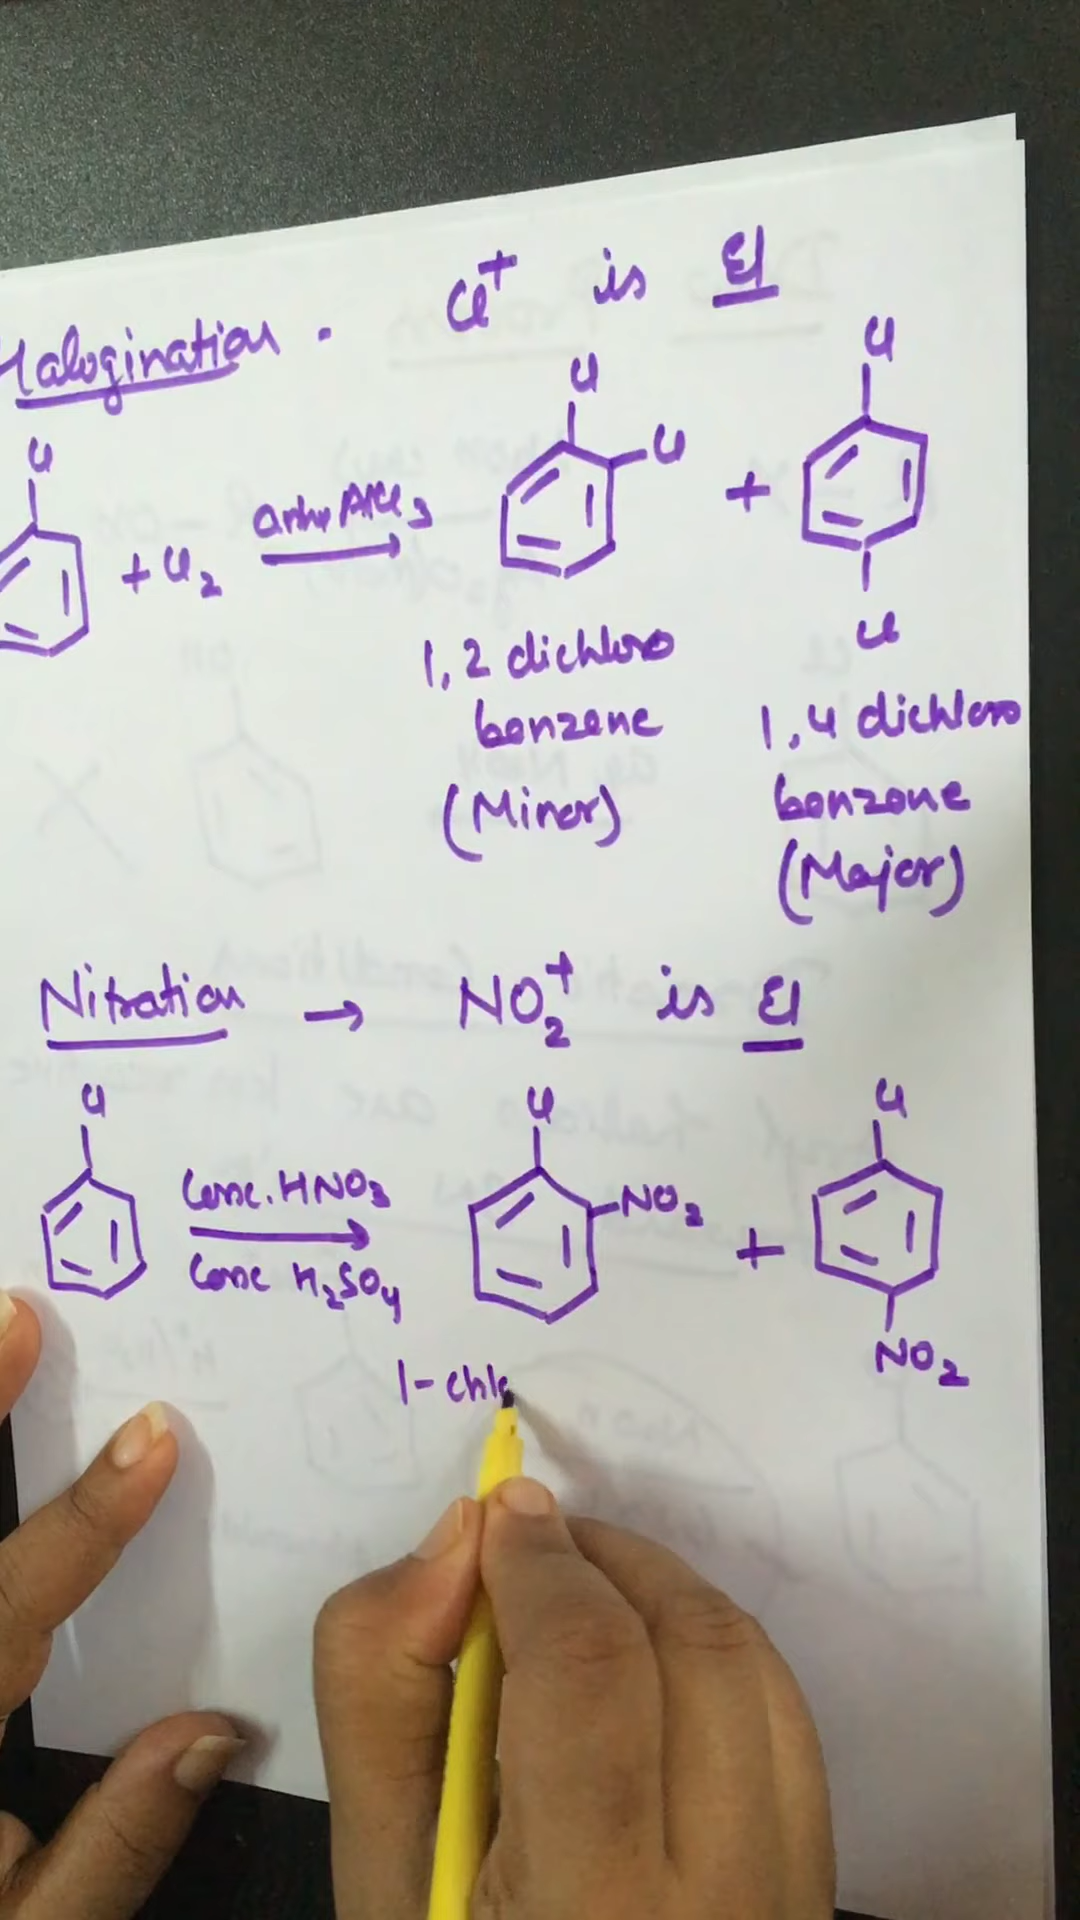 Halogination . Cl⁺ is El
Cl
Cl
Cl
Cl
+ Cl₂
anhy AlCl₃
+
Cl
1,2 dichloro
benzene
(Minor)
1,4 dichloro
benzene
(Major)
Nitration → NO₂⁺ is El
Cl
Cl
Cl
Conc. HNO₃
Conc H₂SO₄
NO₂
+
NO₂
1-chlo